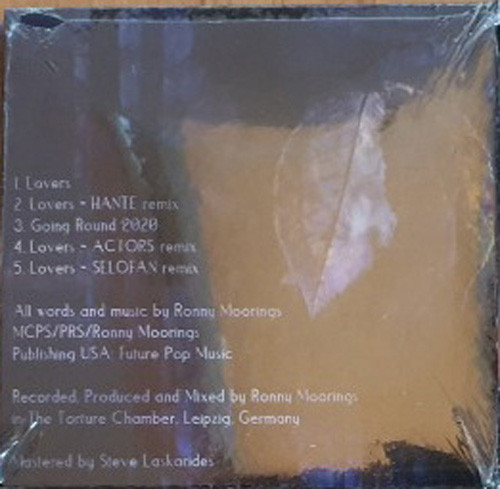 1. Lovers
2. Lovers - HANTE remix
3. Going Round 2020
4. Lovers - ACTORS remix
5. Lovers - SELOFAN remix
All words and music by Ronny Moorings
MCPS/PRS/Ronny Moorings
Publishing USA: Future Pop Music
Recorded, Produced and Mixed by Ronny Moorings
in The Torture Chamber, Leipzig, Germany
Mastered by Steve Laskarides